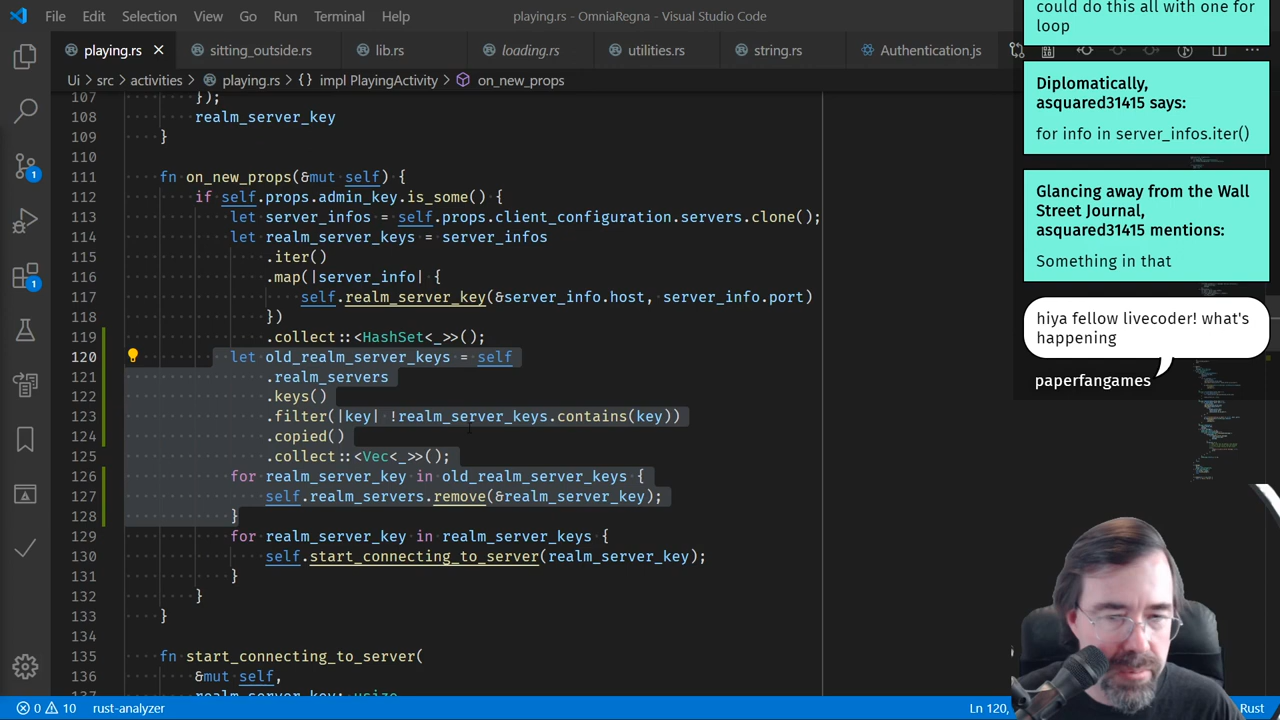 File Edit Selection View Go Run Terminal Help playing.rs - OmniaRegna - Visual Studio Code
playing.rs sitting_outside.rs lib.rs loading.rs utilities.rs string.rs Authentication.js
Ui > src > activities > playing.rs > {} impl PlayingActivity > on_new_props
107 });
108 realm_server_key
109 }
110
111 fn on_new_props(&mut self) {
112 if self.props.admin_key.is_some() {
113 let server_infos = self.props.client_configuration.servers.clone();
114 let realm_server_keys = server_infos
115 .iter()
116 .map(|server_info| {
117 self.realm_server_key(&server_info.host, server_info.port)
118 })
119 .collect::<HashSet<_>>();
120 let old_realm_server_keys = self
121 .realm_servers
122 .keys()
123 .filter(|key| !realm_server_keys.contains(key))
124 .copied()
125 .collect::<Vec<_>>();
126 for realm_server_key in old_realm_server_keys {
127 self.realm_servers.remove(&realm_server_key);
128 }
129 for realm_server_key in realm_server_keys {
130 self.start_connecting_to_server(realm_server_key);
131 }
132 }
133 }
134
135 fn start_connecting_to_server(
136 &mut self,
137 realm_server_key: usize
could do this all with one for
loop
Diplomatically,
asquared31415 says:
for info in server_infos.iter()
Glancing away from the Wall
Street Journal,
asquared31415 mentions:
Something in that
hiya fellow livecoder! what's
happening
paperfangames
1
1
0 10 rust-analyzer Ln 120, Rust